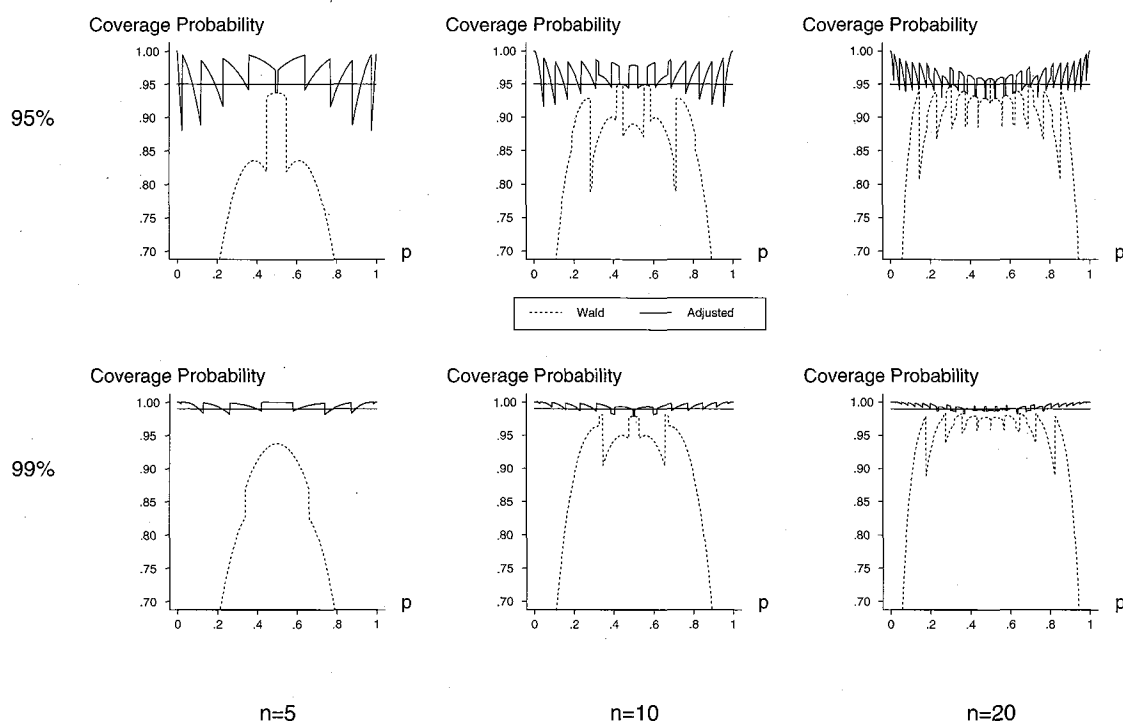 Coverage Probability Coverage Probability Coverage Probability
95%
1.00 1.00 1.00
.95 .95 .95
.90 .90 .90
.85 .85 .85
.80 .80 .80
.75 .75 .75
.70 .70 .70
p p p
0 .2 .4 .6 .8 1 0 .2 .4 .6 .8 1 0 .2 .4 .6 .8 1
Wald Adjusted
Coverage Probability Coverage Probability Coverage Probability
99%
1.00 1.00 1.00
.95 .95 .95
.90 .90 .90
.85 .85 .85
.80 .80 .80
.75 .75 .75
.70 .70 .70
p p p
0 .2 .4 .6 .8 1 0 .2 .4 .6 .8 1 0 .2 .4 .6 .8 1
n=5 n=10 n=20